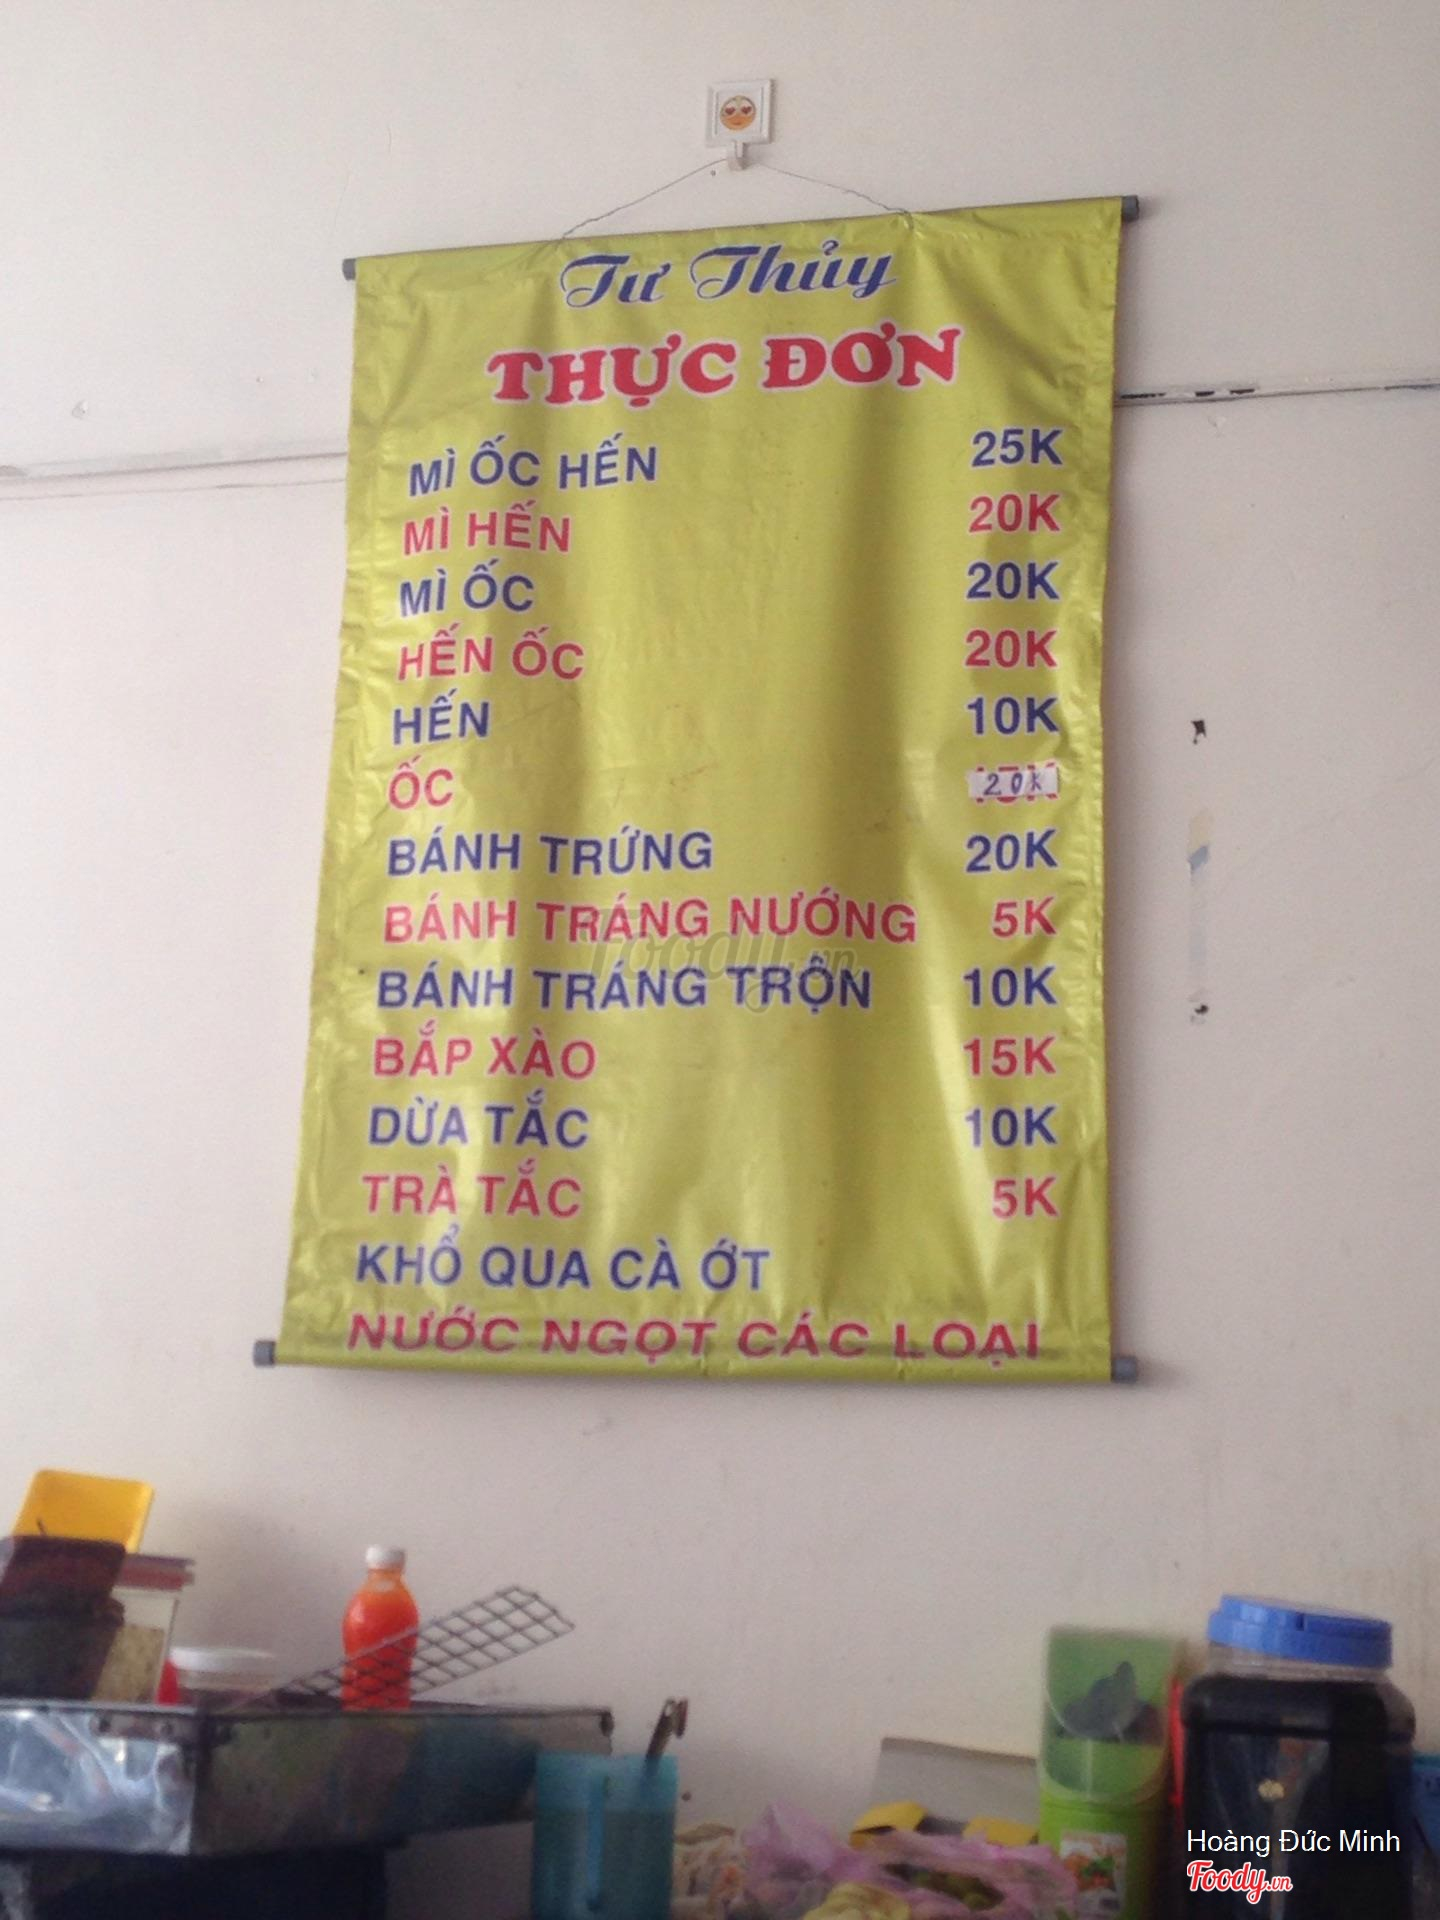 Tư Thủy
THỰC ĐƠN
MÌ ỐC HẾN 25K
MÌ HẾN 20K
MÌ ỐC 20K
HẾN ỐC 20K
HẾN 10K
ỐC 20K
BÁNH TRỨNG 20K
BÁNH TRÁNG NƯỚNG 5K
BÁNH TRÁNG TRỘN 10K
BẮP XÀO 15K
DỪA TẮC 10K
TRÀ TẮC 5K
KHỔ QUA CÀ ỚT
NƯỚC NGỌT CÁC LOẠI
Foody.vn
Hoàng Đức Minh
Foody.vn